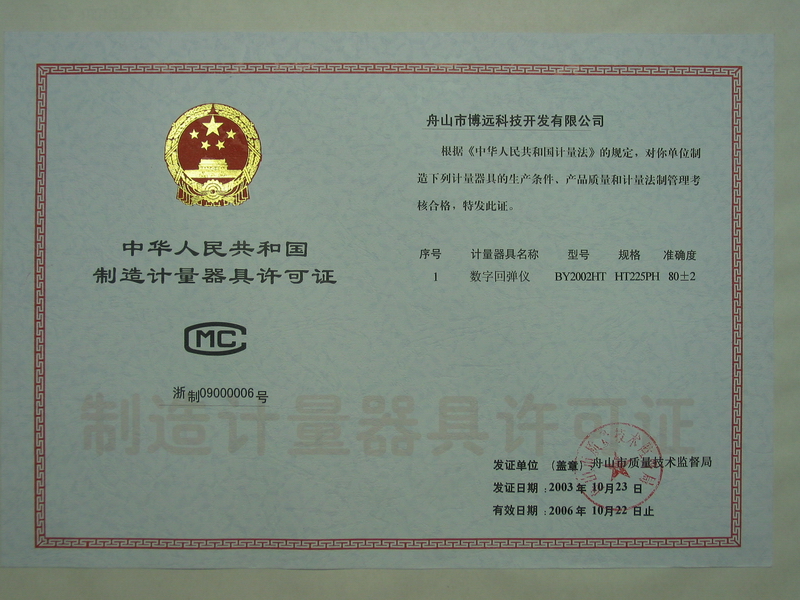 中华人民共和国
制造计量器具许可证
MC
浙制09000006号
舟山市博远科技开发有限公司
根据《中华人民共和国计量法》的规定，对你单位制
造下列计量器具的生产条件、产品质量和计量法制管理考
核合格，特发此证。
序号 计量器具名称 型号 规格 准确度
1 数字回弹仪 BY2002HT HT225PH 80±2
制造计量器具许可证
发证单位 （盖章） 舟山市质量技术监督局
发证日期：2003年10月23日
有效日期：2006年10月22日止